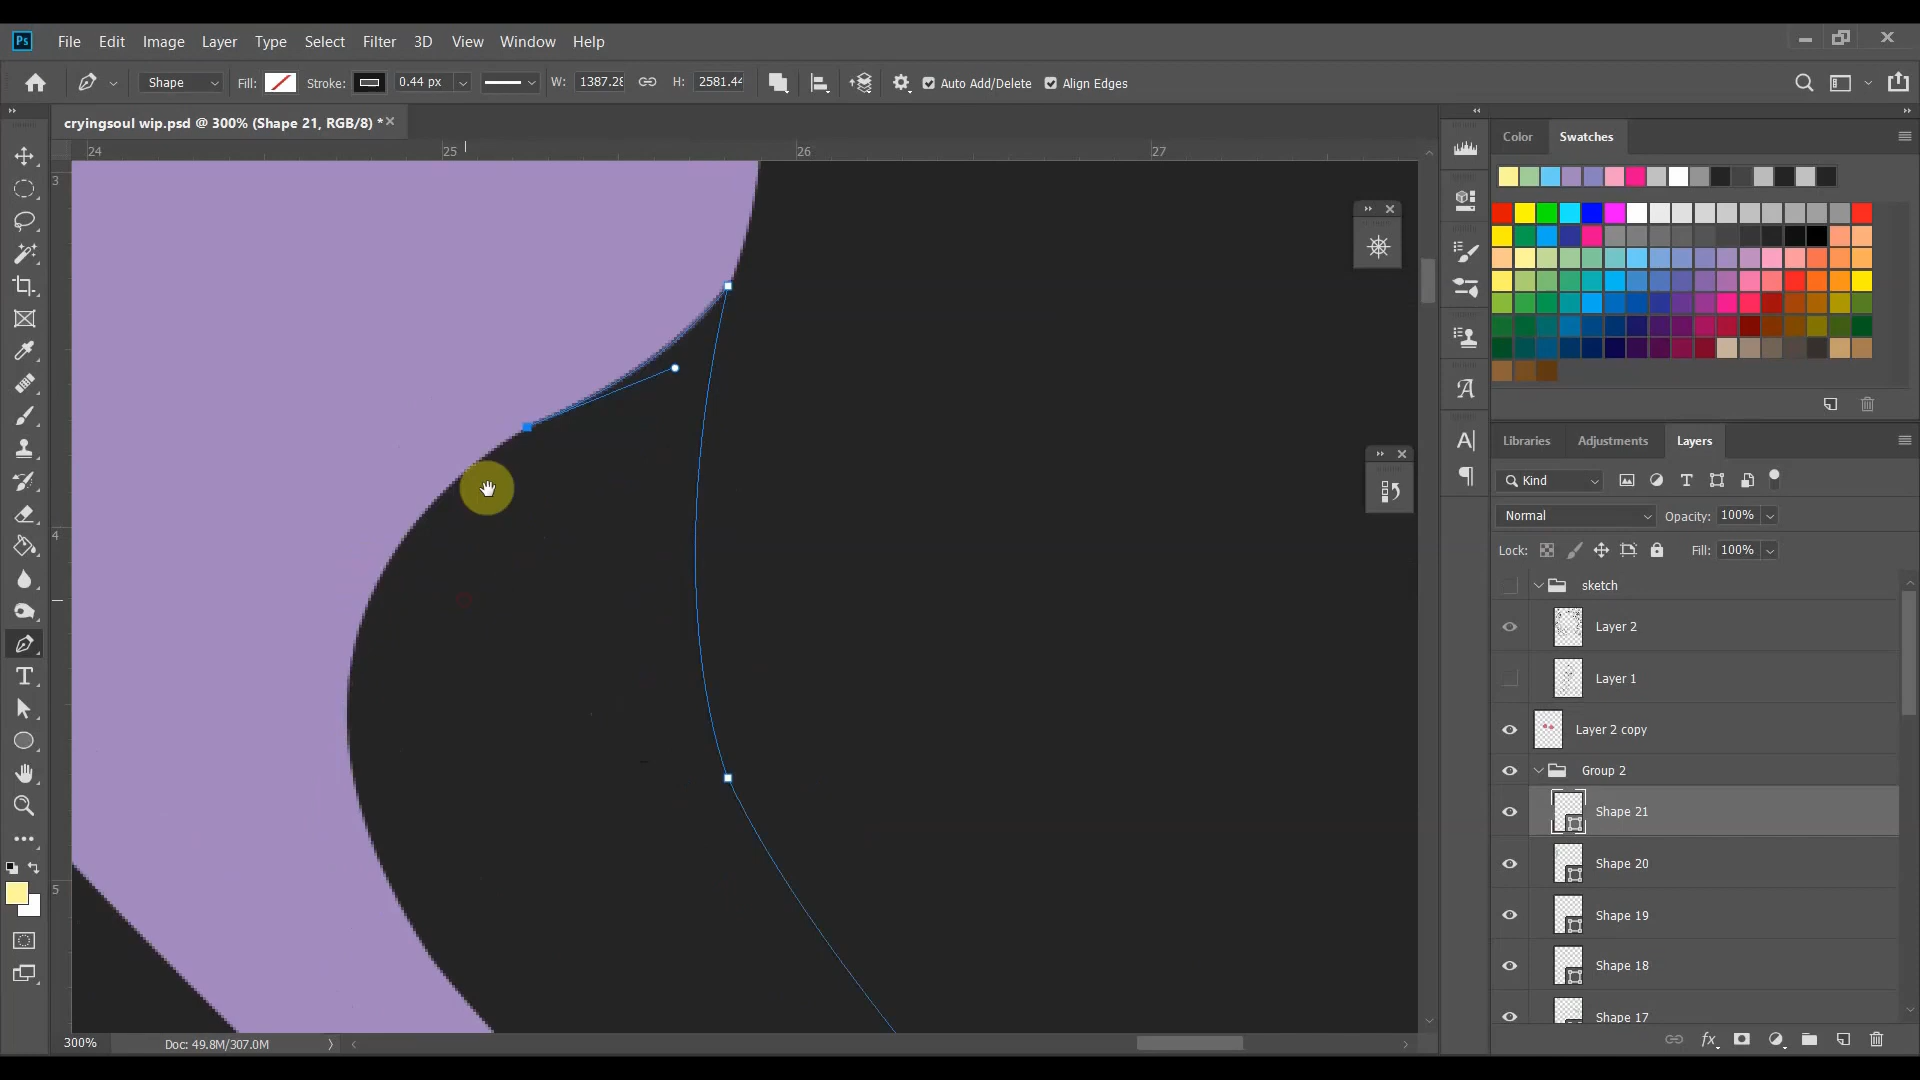 Ps File Edit Image Layer Type Select Filter 3D View Window Help
Shape Fill: Stroke: 0.44 px W: 1387.28 H: 2581.44 Auto Add/Delete Align Edges
cryingsoul wip.psd @ 300% (Shape 21, RGB/8) *
Color Swatches
24 25 26 27
3
4
5
Libraries Adjustments Layers
Kind
Normal Opacity: 100%
Lock: Fill: 100%
sketch
Layer 2
Layer 1
Layer 2 copy
Group 2
Shape 21
Shape 20
Shape 19
Shape 18
Shape 17
300% Doc: 49.8M/307.0M